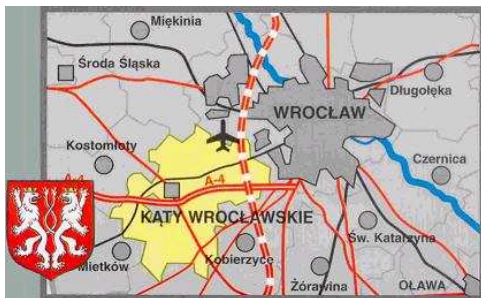 Miękinia
Środa Śląska
Długołęka
WROCŁAW
Kostomłoty
Czernica
A-4
A-4
KĄTY WROCŁAWSKIE
Św. Katarzyna
Mietków
Kobierzyce
Żórawina
OŁAWA